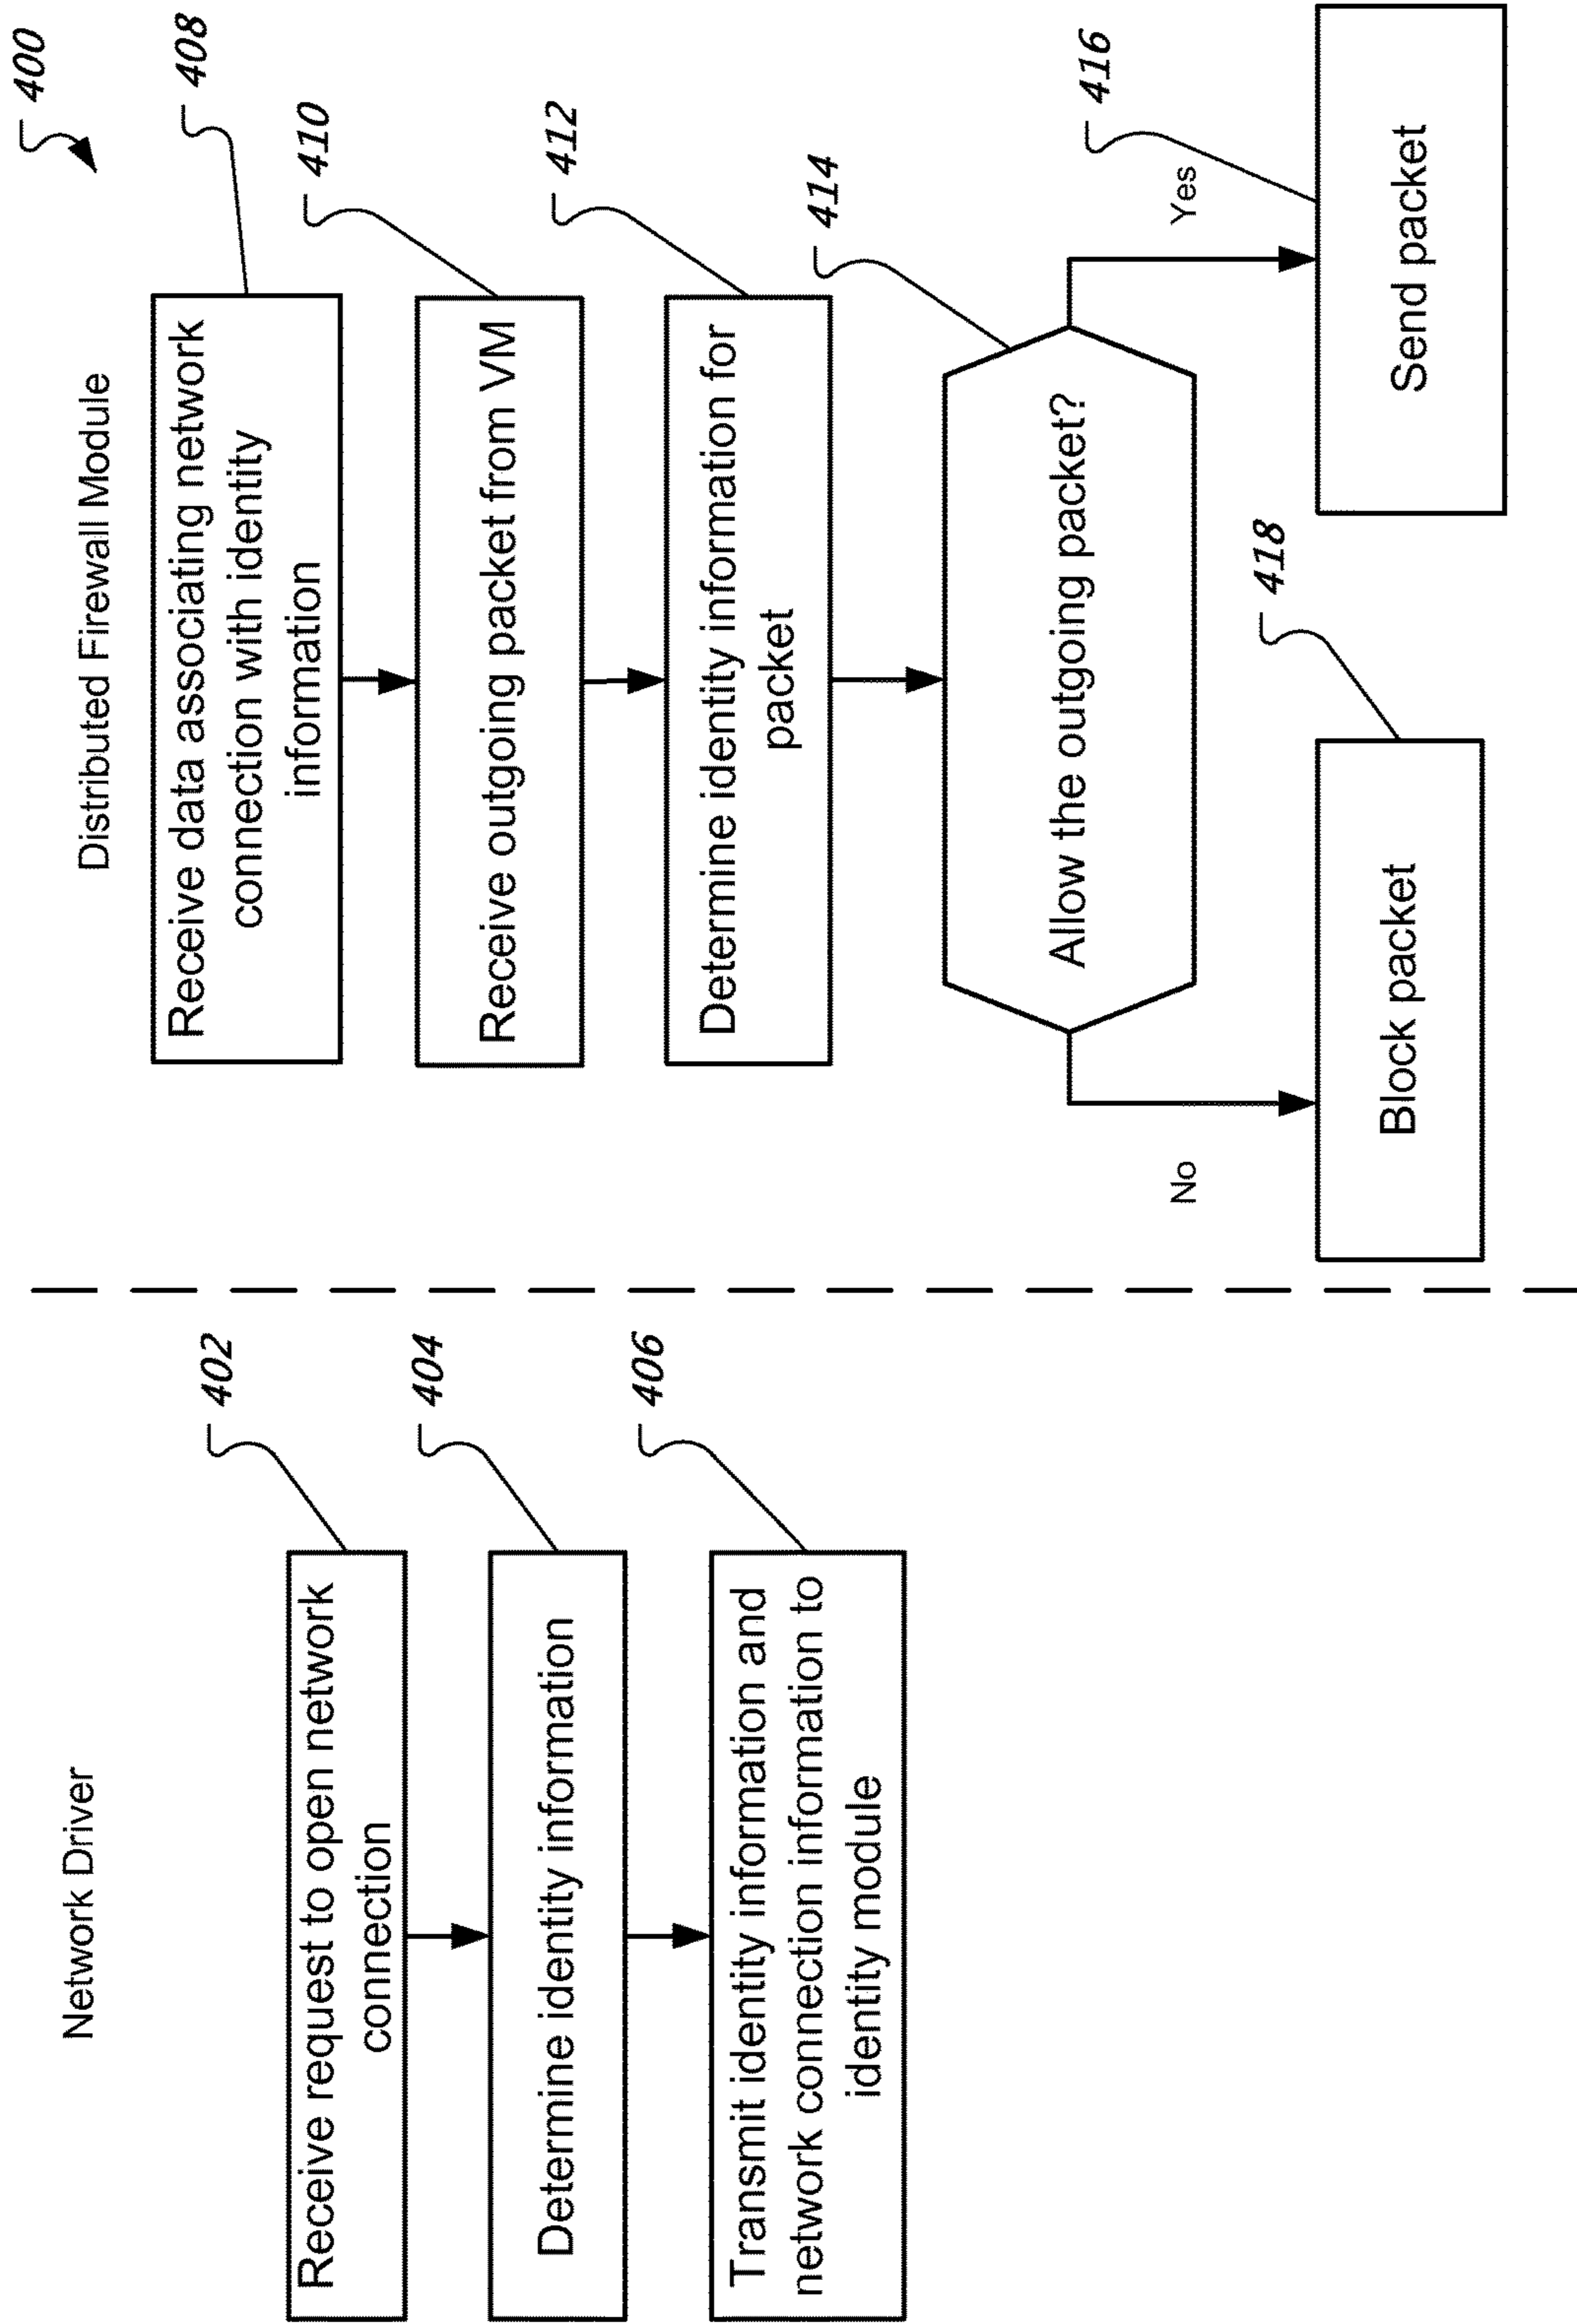 400
Network Driver
Receive request to open network
connection
402
Determine identity information
404
Transmit identity information and
network connection information to
identity module
406
Distributed Firewall Module
Receive data associating network
connection with identity
information
408
Receive outgoing packet from VM
410
Determine identity information for
packet
412
Allow the outgoing packet?
414
No
Yes
Block packet
418
Send packet
416